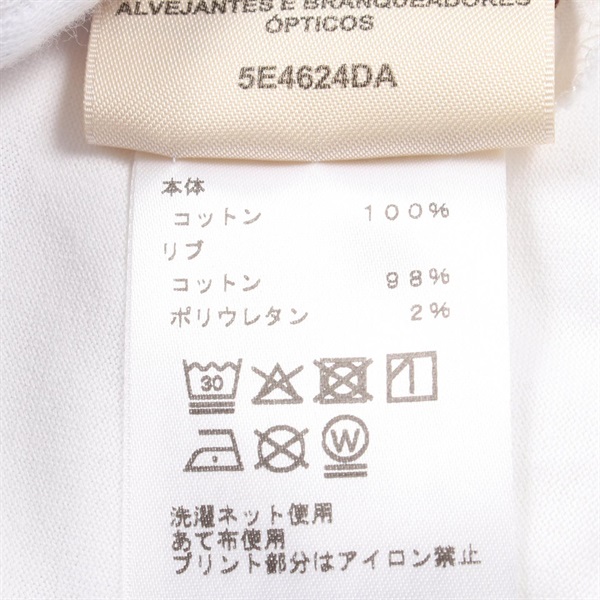 ALVEJANTES E BRANQUEADORES
ÓPTICOS
5E4624DA
本体
コットン 100%
リブ
コットン 98%
ポリウレタン 2%
30
W
洗濯ネット使用
あて布使用
プリント部分はアイロン禁止